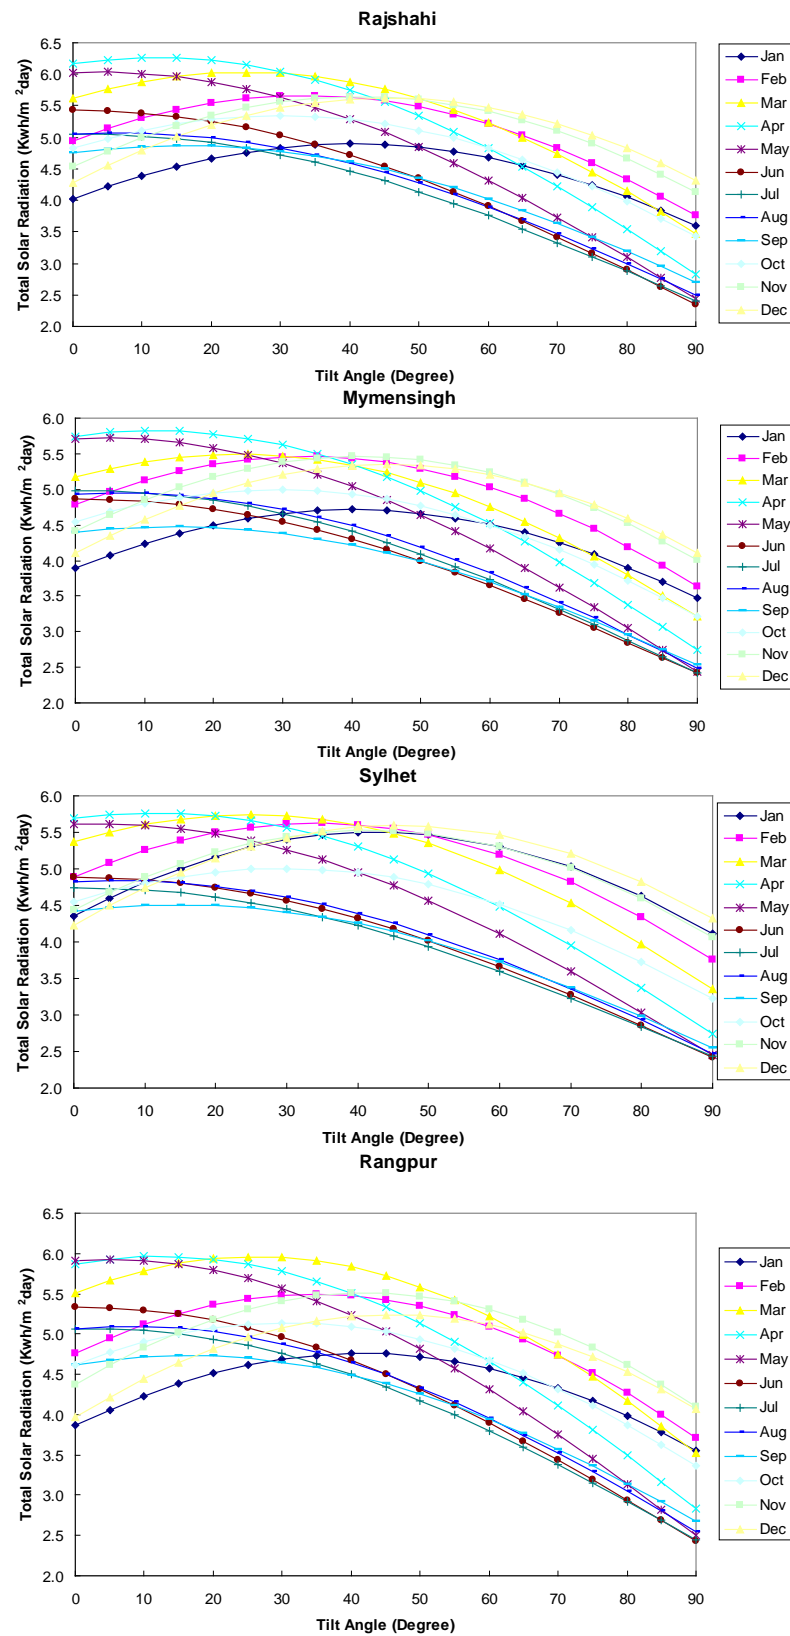 Rajshahi
Total Solar Radiation (Kwh/m ²day)
6.5
6.0
5.5
5.0
4.5
4.0
3.5
3.0
2.5
2.0
0 10 20 30 40 50 60 70 80 90
Tilt Angle (Degree)
Jan
Feb
Mar
Apr
May
Jun
Jul
Aug
Sep
Oct
Nov
Dec
Mymensingh
Total Solar Radiation (Kwh/m ²day)
6.0
5.5
5.0
4.5
4.0
3.5
3.0
2.5
2.0
0 10 20 30 40 50 60 70 80 90
Tilt Angle (Degree)
Jan
Feb
Mar
Apr
May
Jun
Jul
Aug
Sep
Oct
Nov
Dec
Sylhet
Total Solar Radiation (Kwh/m ²day)
6.0
5.5
5.0
4.5
4.0
3.5
3.0
2.5
2.0
0 10 20 30 40 50 60 70 80 90
Tilt Angle (Degree)
Jan
Feb
Mar
Apr
May
Jun
Jul
Aug
Sep
Oct
Nov
Dec
Rangpur
Total Solar Radiation (Kwh/m ²day)
6.5
6.0
5.5
5.0
4.5
4.0
3.5
3.0
2.5
2.0
0 10 20 30 40 50 60 70 80 90
Tilt Angle (Degree)
Jan
Feb
Mar
Apr
May
Jun
Jul
Aug
Sep
Oct
Nov
Dec